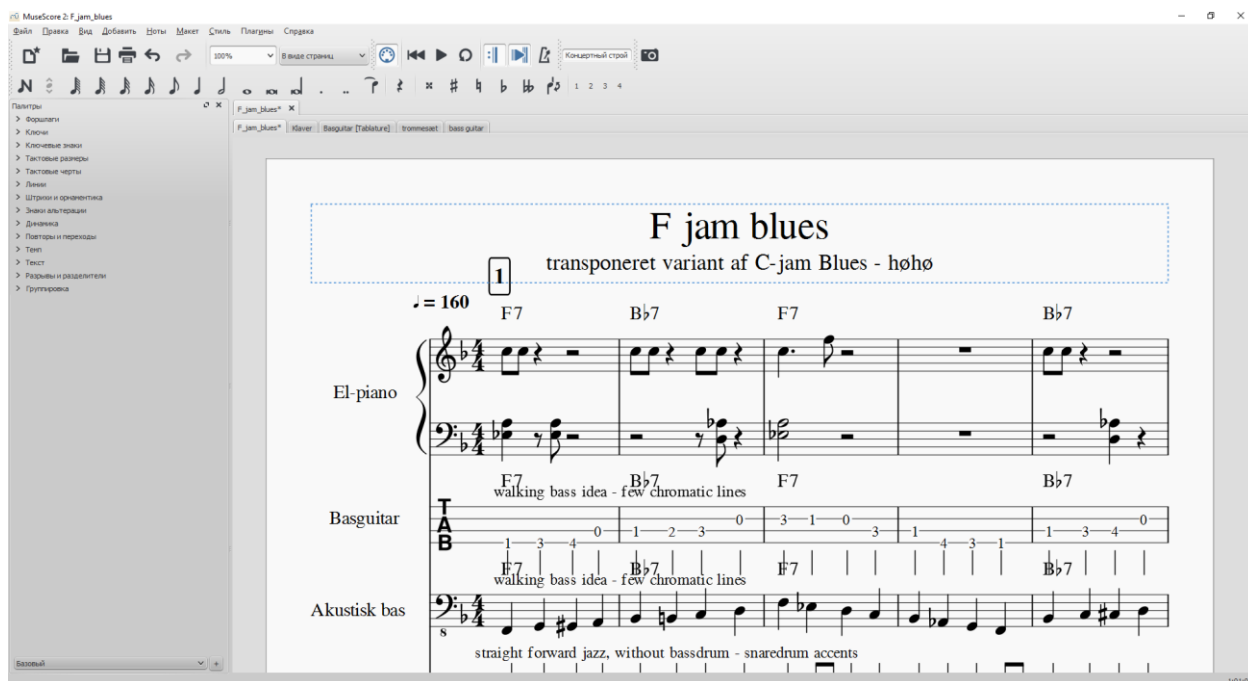 MuseScore 2: F_jam_blues
Файл Правка Вид Добавить Ноты Макет Стиль Плагины Справка
100% В виде страниц Концертный строй
1 2 3 4
Палитры
F_jam_blues*
F_jam_blues* Klaver Basguitar [Tablature] trommesæt bass guitar
Форшлаги
Ключи
Ключевые знаки
Тактовые размеры
Тактовые черты
Линии
Штрихи и орнаментика
Знаки альтерации
Динамика
Повторы и переходы
Темп
Текст
Разрывы и разделители
Группировка
Базовый
F jam blues
transponeret variant af C-jam Blues - høhø
1
♩ = 160
F7 B♭7 F7 B♭7
El-piano
F7 B♭7 F7 B♭7
walking bass idea - few chromatic lines
Basguitar
TAB
1 3 4 0 1 2 3 0 3 1 0 3 1 4 3 1 1 3 4 0
F7 B♭7 F7 B♭7
walking bass idea - few chromatic lines
Akustisk bas
8
straight forward jazz, without bassdrum - snaredrum accents